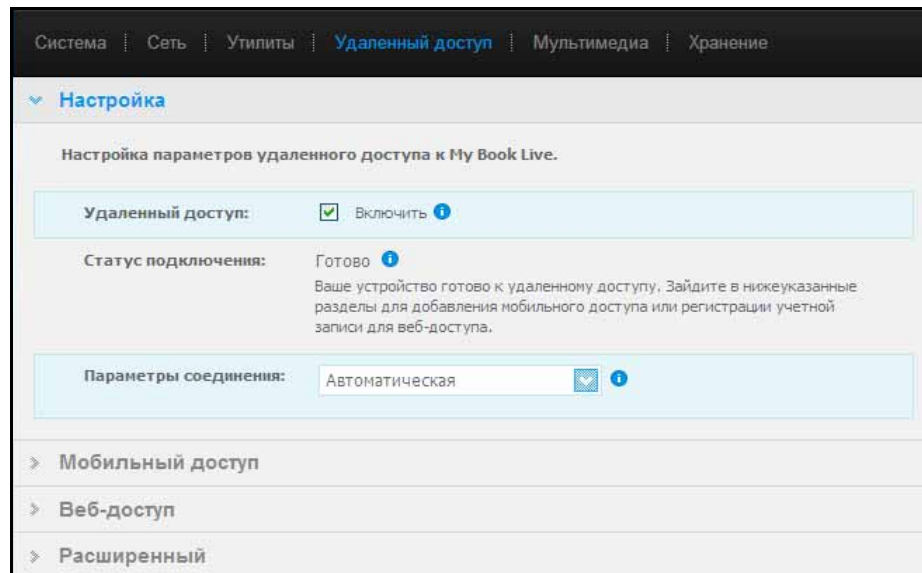 Система Сеть Утилиты Удаленный доступ Мультимедиа Хранение
Настройка
Настройка параметров удаленного доступа к My Book Live.
Удаленный доступ: Включить
Статус подключения: Готово
Ваше устройство готово к удаленному доступу. Зайдите в нижеуказанные
разделы для добавления мобильного доступа или регистрации учетной
записи для веб-доступа.
Параметры соединения: Автоматическая
Мобильный доступ
Веб-доступ
Расширенный